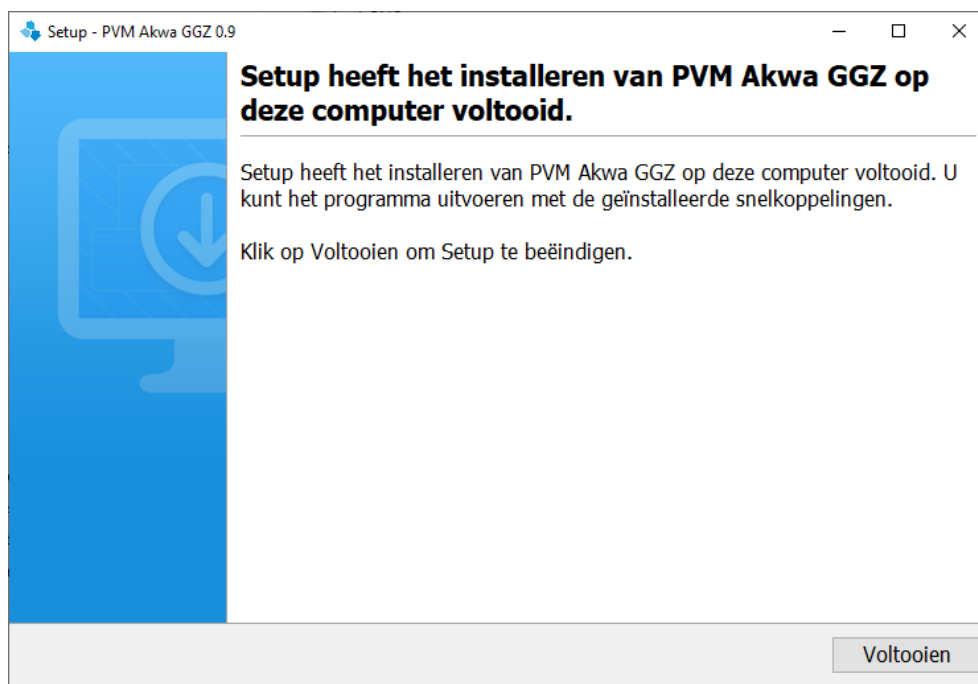 Setup - PVM Akwa GGZ 0.9
Setup heeft het installeren van PVM Akwa GGZ op
deze computer voltooid.
Setup heeft het installeren van PVM Akwa GGZ op deze computer voltooid. U
kunt het programma uitvoeren met de geïnstalleerde snelkoppelingen.
Klik op Voltooien om Setup te beëindigen.
Voltooien